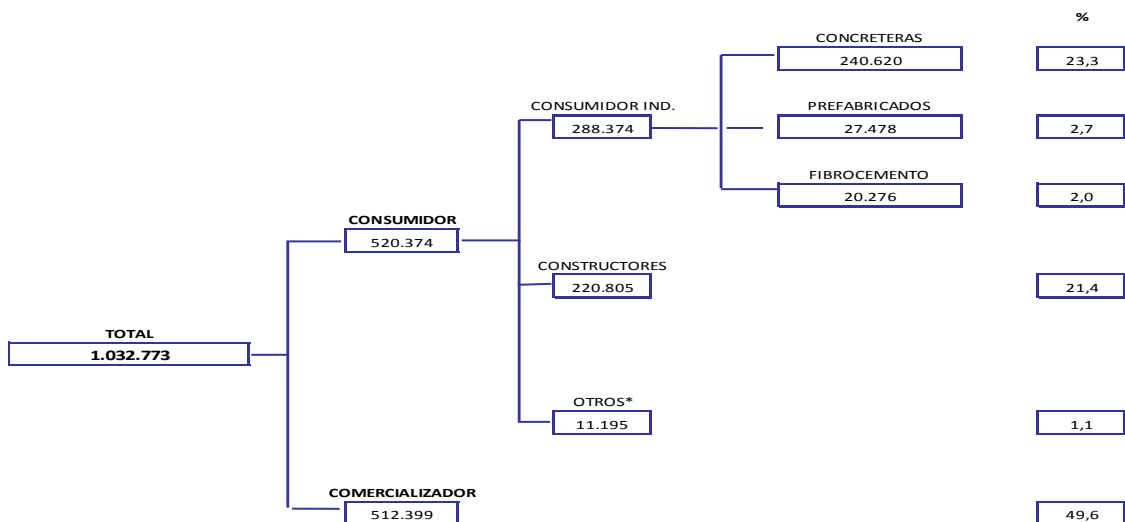 %
CONCRETERAS
240.620
23,3
CONSUMIDOR IND.
288.374
PREFABRICADOS
27.478
2,7
FIBROCEMENTO
20.276
2,0
CONSUMIDOR
520.374
CONSTRUCTORES
220.805
21,4
TOTAL
1.032.773
OTROS*
11.195
1,1
COMERCIALIZADOR
512.399
49,6